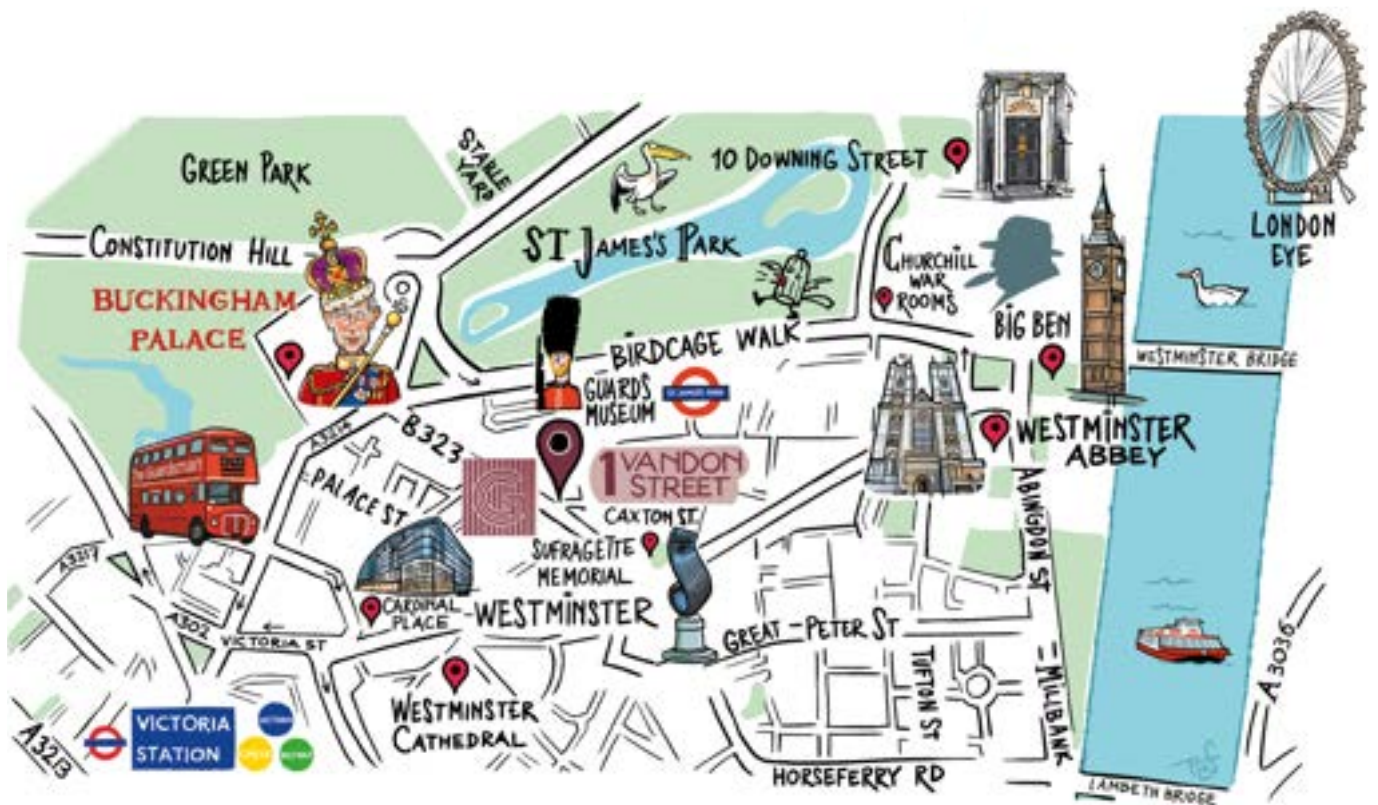 GREEN PARK
STABLE
YARD
10 DOWNING STREET
CONSTITUTION HILL
ST JAMES'S PARK
LONDON
EYE
BUCKINGHAM
PALACE
CHURCHILL
WAR
ROOMS
BIG BEN
BIRDCAGE WALK
WESTMINSTER BRIDGE
GUARDS
MUSEUM
WESTMINSTER
ABBEY
A3214
B323
PALACE ST
1 VANDON
STREET
CAXTON ST
ABINGDON ST
SUFRAGETTE
MEMORIAL
A3217
CARDINAL
PLACE
WESTMINSTER
A302
VICTORIA ST
GREAT-PETER ST
TUFTON ST
MILLBANK
A3036
WESTMINSTER
CATHEDRAL
VICTORIA
STATION
A3213
HORSEFERRY RD
LAMBETH BRIDGE